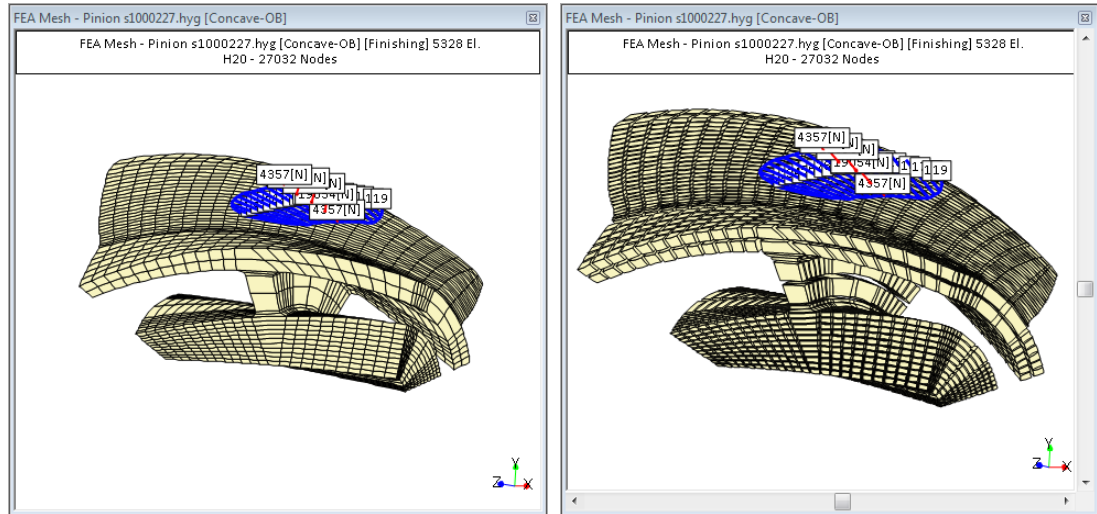 FEA Mesh - Pinion s1000227.hyg [Concave-OB]
FEA Mesh - Pinion s1000227.hyg [Concave-OB] [Finishing] 5328 El.
H20 - 27032 Nodes
4357[N]
N]
N]
[N]
119
4357[N]
Y
Z
X
FEA Mesh - Pinion s1000227.hyg [Concave-OB]
FEA Mesh - Pinion s1000227.hyg [Concave-OB] [Finishing] 5328 El.
H20 - 27032 Nodes
4357[N]
N]
N]
[N]
119
4357[N]
Y
Z
X